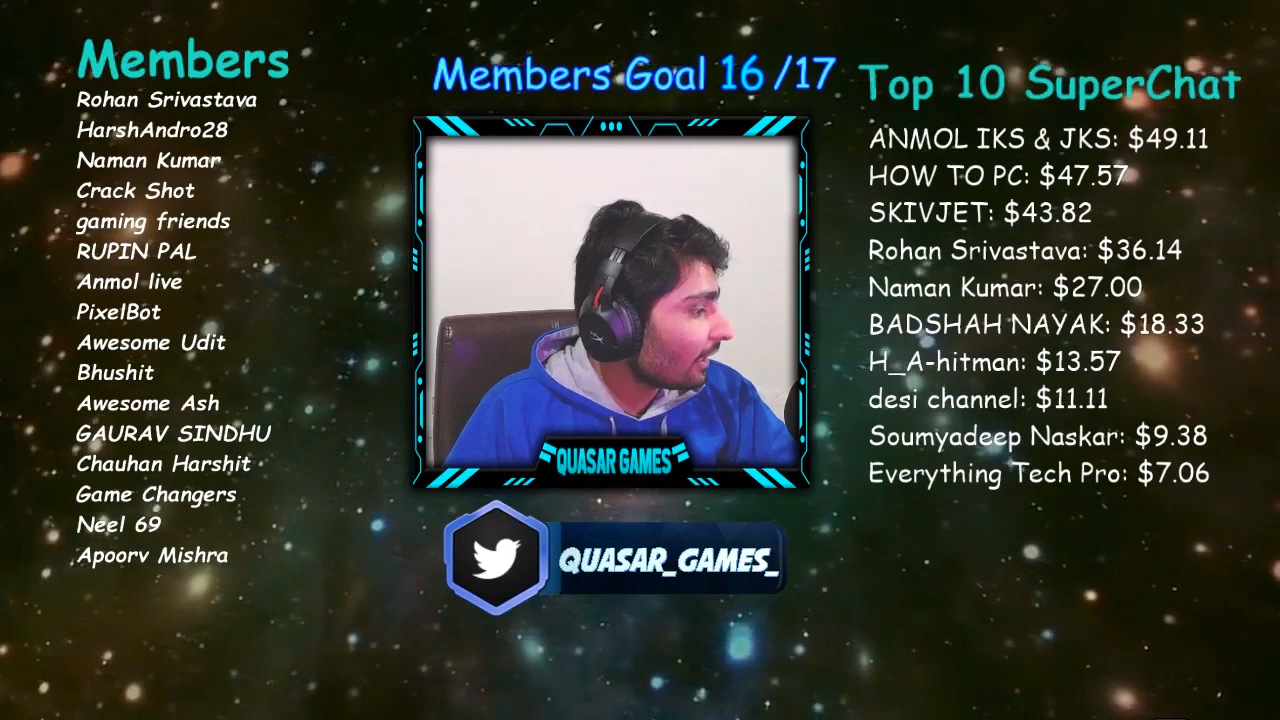 Members
Rohan Srivastava
HarshAndro28
Naman Kumar
Crack Shot
gaming friends
RUPIN PAL
Anmol live
PixelBot
Awesome Udit
Bhushit
Awesome Ash
GAURAV SINDHU
Chauhan Harshit
Game Changers
Neel 69
Apoorv Mishra
Members Goal 16 /17
QUASAR GAMES
QUASAR_GAMES_
Top 10 SuperChat
ANMOL IKS & JKS: $49.11
HOW TO PC: $47.57
SKIVJET: $43.82
Rohan Srivastava: $36.14
Naman Kumar: $27.00
BADSHAH NAYAK: $18.33
H_A-hitman: $13.57
desi channel: $11.11
Soumyadeep Naskar: $9.38
Everything Tech Pro: $7.06